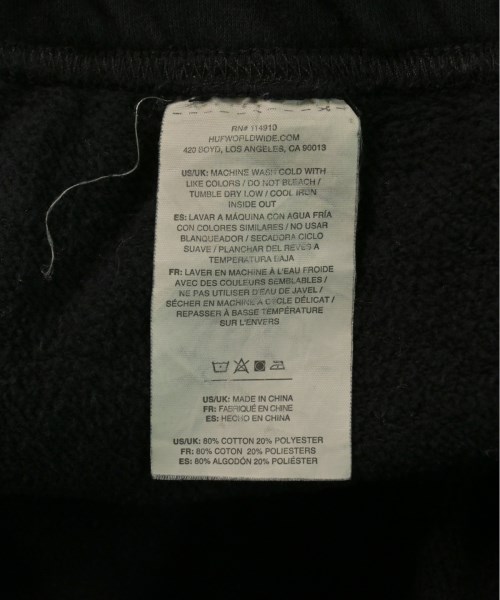 RN# 114910
HUFWORLDWIDE.COM
420 BOYD, LOS ANGELES, CA 90013
US/UK: MACHINE WASH COLD WITH
LIKE COLORS / DO NOT BLEACH /
TUMBLE DRY LOW / COOL IRON
INSIDE OUT
ES: LAVAR A MÁQUINA CON AGUA FRÍA
CON COLORES SIMILARES / NO USAR
BLANQUEADOR / SECADORA CICLO
SUAVE / PLANCHAR DEL REVES A
TEMPERATURA BAJA
FR: LAVER EN MACHINE À L'EAU FROIDE
AVEC DES COULEURS SEMBLABLES /
NE PAS UTILISER D'EAU DE JAVEL /
SÉCHER EN MACHINE A CYCLE DÉLICAT /
REPASSER À BASSE TEMPÉRATURE
SUR L'ENVERS
US/UK: MADE IN CHINA
FR: FABRIQUÉ EN CHINE
ES: HECHO EN CHINA
US/UK: 80% COTTON 20% POLYESTER
FR: 80% COTON 20% POLIESTERS
ES: 80% ALGODÓN 20% POLIÉSTER